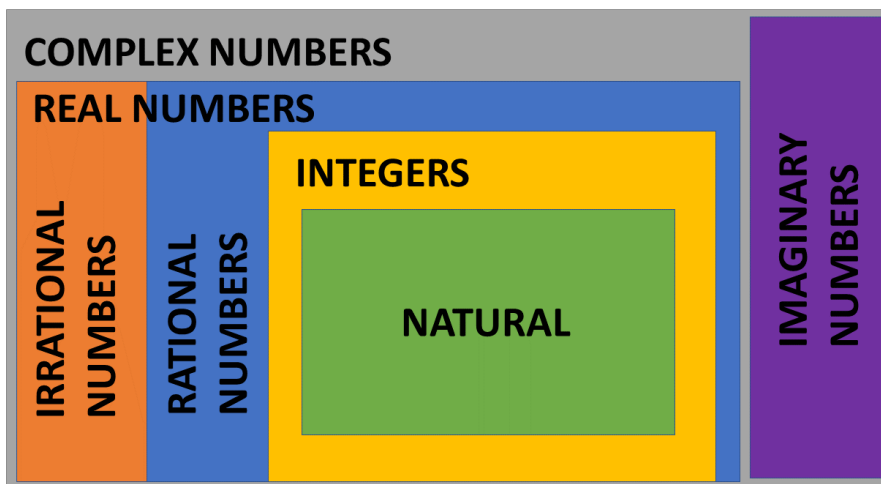 COMPLEX NUMBERS
REAL NUMBERS
INTEGERS
IRRATIONAL
NUMBERS
RATIONAL
NUMBERS
NATURAL
IMAGINARY
NUMBERS